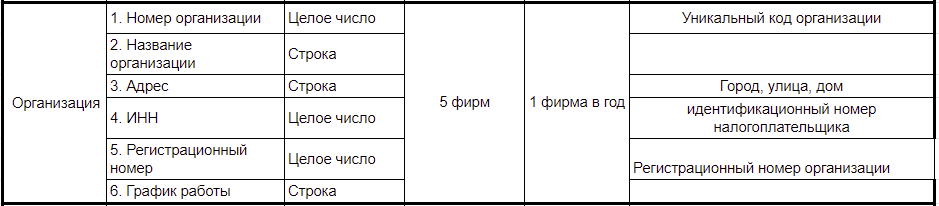 Организация
1. Номер организации
Целое число
5 фирм
1 фирма в год
Уникальный код организации
2. Название
организации
Строка
3. Адрес
Строка
Город, улица, дом
4. ИНН
Целое число
идентификационный номер
налогоплательщика
5. Регистрационный
номер
Целое число
Регистрационный номер организации
6. График работы
Строка